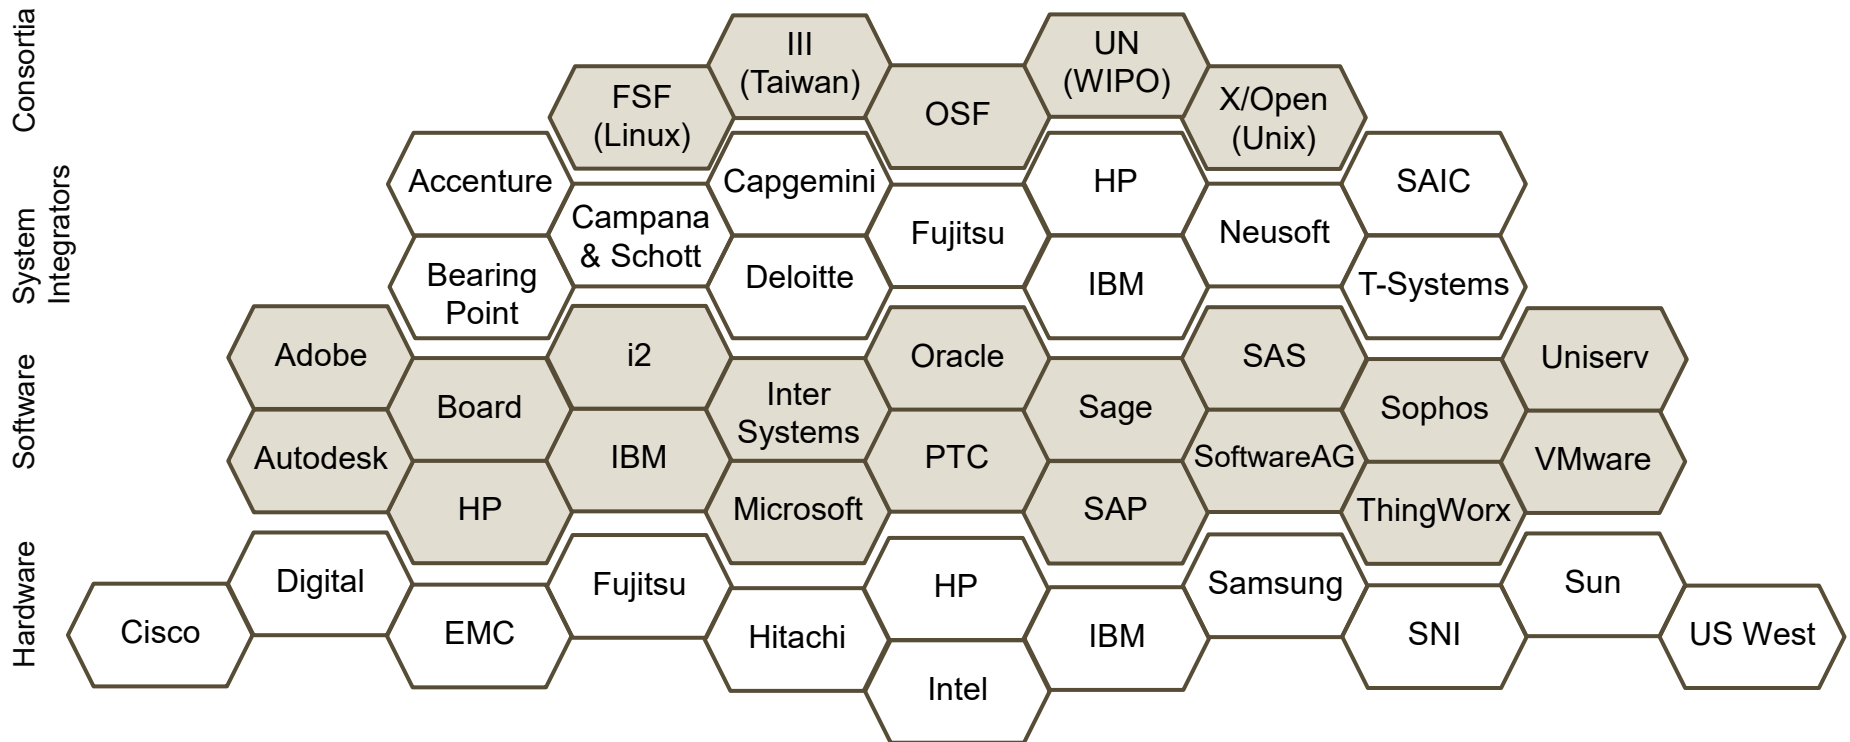 Consortia
FSF
(Linux)
III
(Taiwan)
OSF
UN
(WIPO)
X/Open
(Unix)
System
Integrators
Accenture
Bearing
Point
Campana
& Schott
Capgemini
Deloitte
Fujitsu
HP
IBM
Neusoft
SAIC
T-Systems
Software
Adobe
Autodesk
Board
HP
i2
IBM
Inter
Systems
Microsoft
Oracle
PTC
Sage
SAP
SAS
SoftwareAG
Sophos
ThingWorx
Uniserv
VMware
Hardware
Cisco
Digital
EMC
Fujitsu
Hitachi
HP
Intel
IBM
Samsung
SNI
Sun
US West